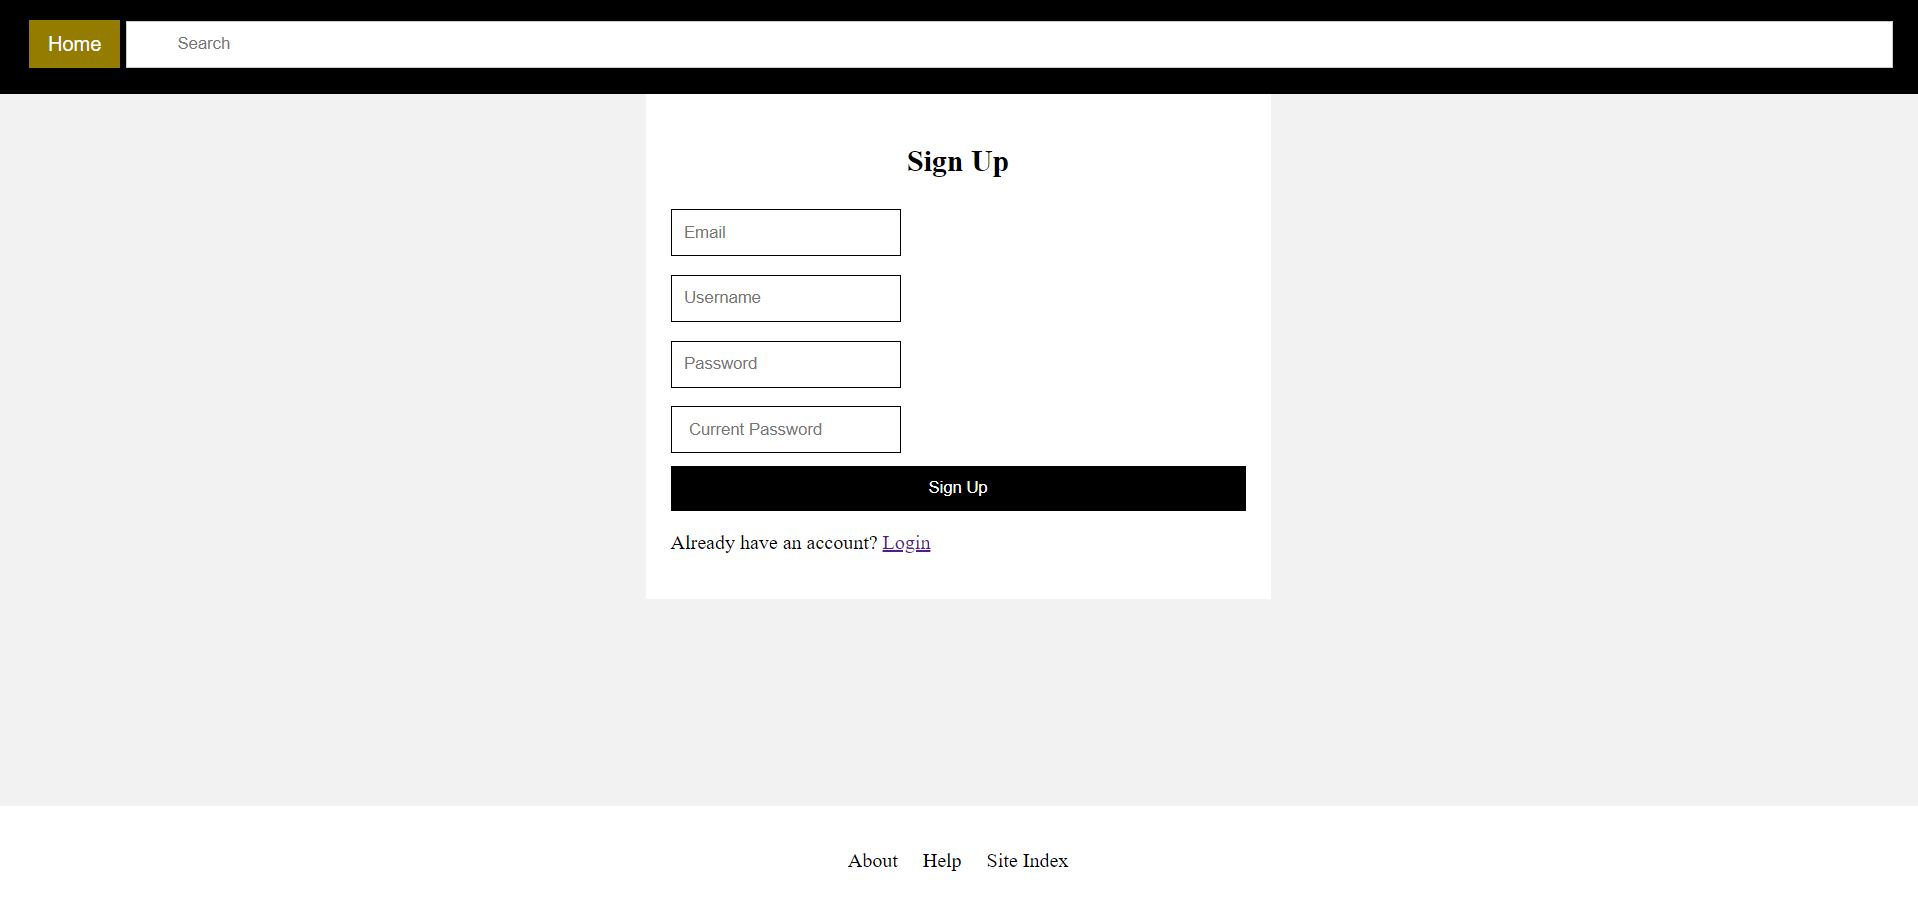 Home Search
Sign Up
Email
Username
Password
Current Password
Sign Up
Already have an account? Login
About Help Site Index